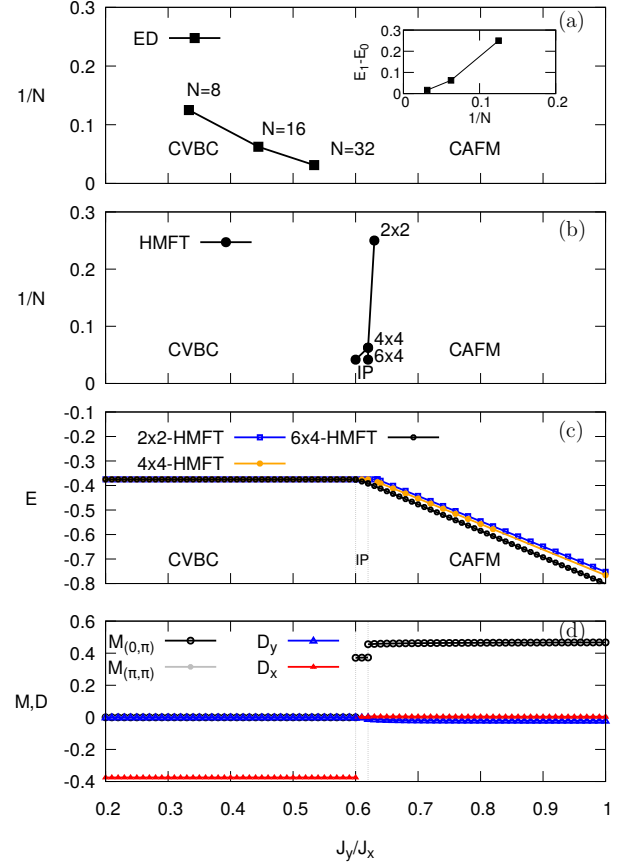 (a)
ED
0.3
0.2
0.1
0
1/N
N=8
N=16
N=32
CVBC
CAFM
E₁-E₀
0.3
0.2
0.1
0
0 0.1 0.2
1/N
(b)
HMFT
0.3
0.2
0.1
0
1/N
2x2
4x4
6x4
IP
CVBC
CAFM
(c)
2x2-HMFT
6x4-HMFT
4x4-HMFT
-0.1
-0.2
-0.3
-0.4
-0.5
-0.6
-0.7
-0.8
E
CVBC
IP
CAFM
(d)
M(0,π)
M(π,π)
D_y
D_x
0.6
0.4
0.2
0
-0.2
-0.4
M,D
0.2 0.3 0.4 0.5 0.6 0.7 0.8 0.9 1
J_y/J_x